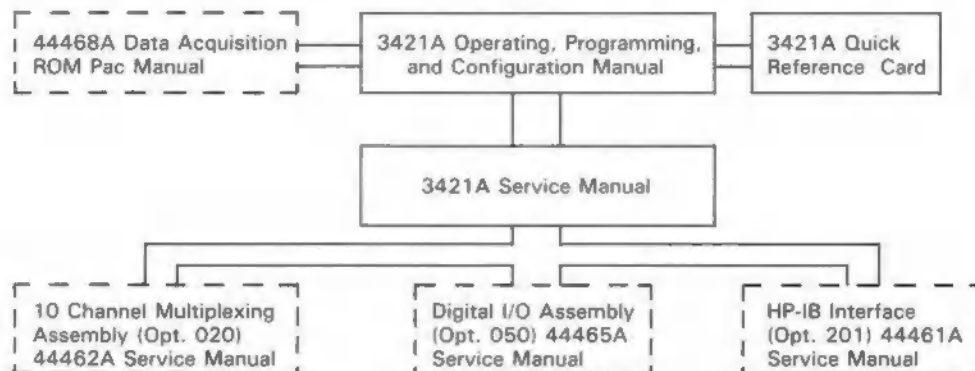 44468A Data Acquisition
ROM Pac Manual
3421A Operating, Programming,
and Configuration Manual
3421A Quick
Reference Card
3421A Service Manual
10 Channel Multiplexing
Assembly (Opt. 020)
44462A Service Manual
Digital I/O Assembly
(Opt. 050) 44465A
Service Manual
HP-IB Interface
(Opt. 201) 44461A
Service Manual